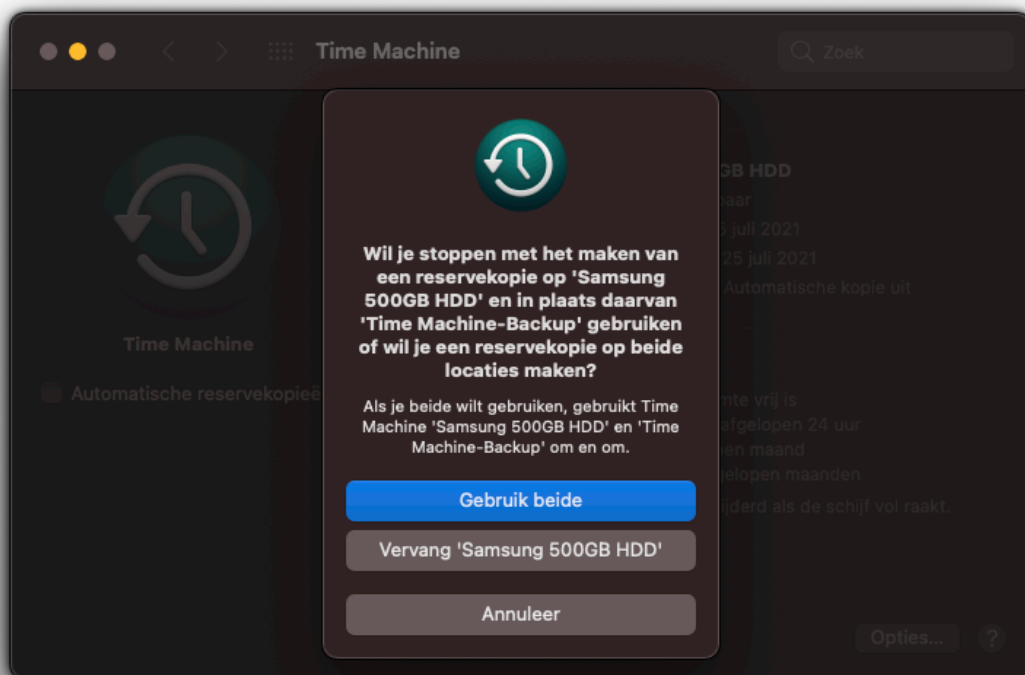 Time Machine
Zoek
Wil je stoppen met het maken van
een reservekopie op 'Samsung
500GB HDD' en in plaats daarvan
'Time Machine-Backup' gebruiken
of wil je een reservekopie op beide
locaties maken?
Als je beide wilt gebruiken, gebruikt Time
Machine 'Samsung 500GB HDD' en 'Time
Machine-Backup' om en om.
Gebruik beide
Vervang 'Samsung 500GB HDD'
Annuleer
Time Machine
Automatische reservekopieë
GB HDD
baar
juli 2021
25 juli 2021
Automatische kopie uit
mte vrij is
afgelopen 24 uur
en maand
gelopen maanden
ijderd als de schijf vol raakt.
Opties...
?